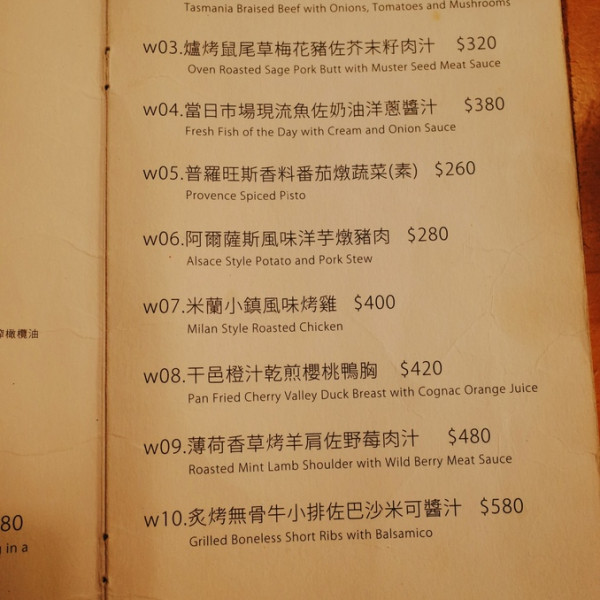 Tasmania Braised Beef with Onions, Tomatoes and Mushrooms
w03.爐烤鼠尾草梅花豬佐芥末籽肉汁 $320
Oven Roasted Sage Pork Butt with Muster Seed Meat Sauce
w04.當日市場現流魚佐奶油洋蔥醬汁 $380
Fresh Fish of the Day with Cream and Onion Sauce
w05.普羅旺斯香料番茄燉蔬菜(素) $260
Provence Spiced Pisto
w06.阿爾薩斯風味洋芋燉豬肉 $280
Alsace Style Potato and Pork Stew
w07.米蘭小鎮風味烤雞 $400
Milan Style Roasted Chicken
橄欖油
w08.干邑橙汁乾煎櫻桃鴨胸 $420
Pan Fried Cherry Valley Duck Breast with Cognac Orange Juice
w09.薄荷香草烤羊肩佐野莓肉汁 $480
Roasted Mint Lamb Shoulder with Wild Berry Meat Sauce
w10.炙烤無骨牛小排佐巴沙米可醬汁 $580
Grilled Boneless Short Ribs with Balsamico
80
in a